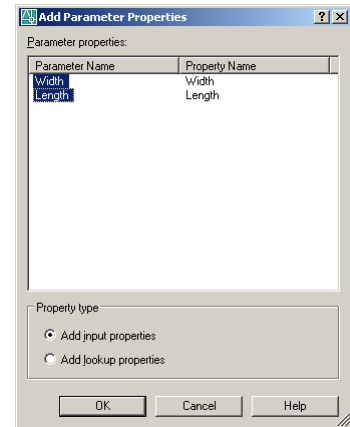 Add Parameter Properties
Parameter properties:
Parameter Name Property Name
Width Width
Length Length
Property type
Add input properties
Add lookup properties
OK Cancel Help